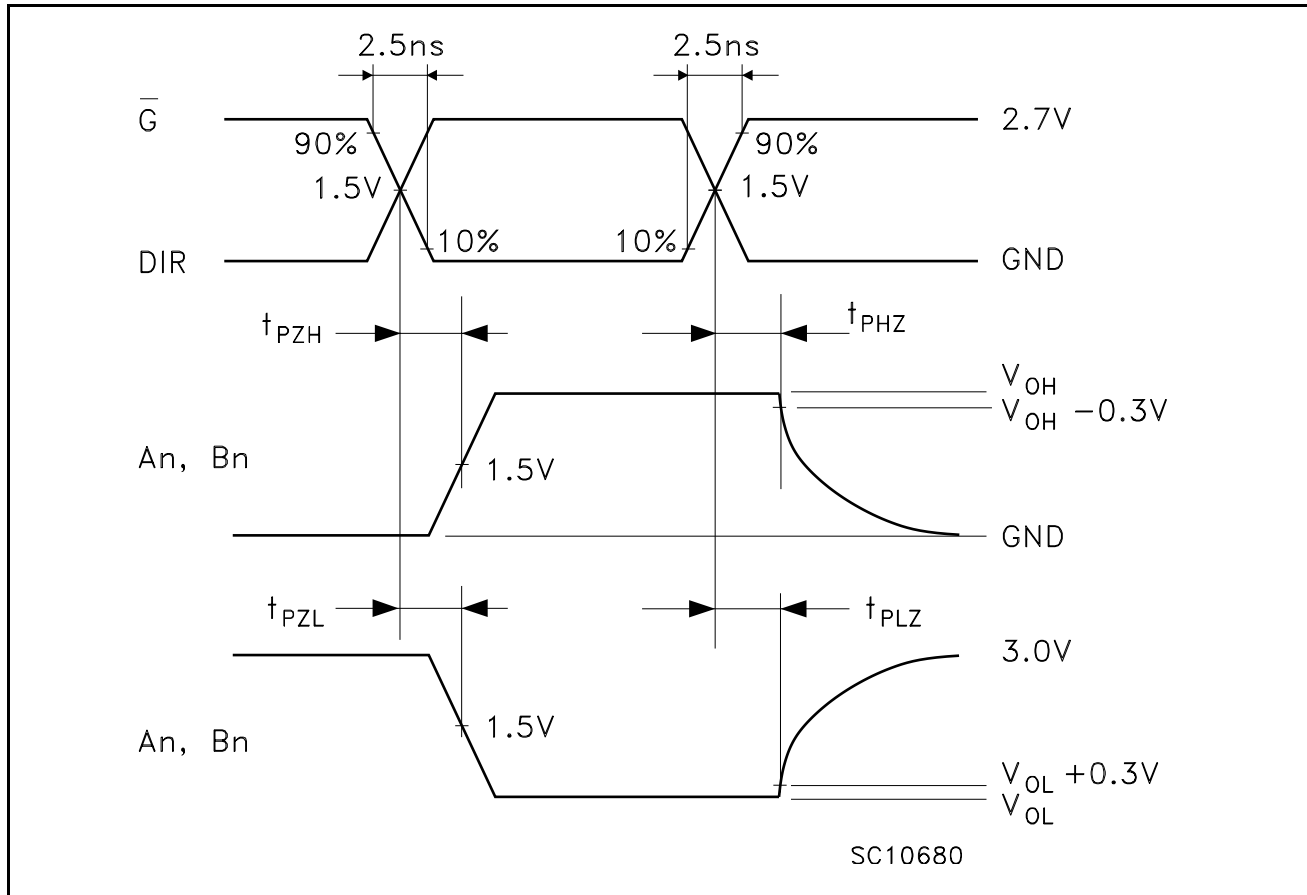 2.5ns 2.5ns
G̅ 2.7V
90% 90%
1.5V 1.5V
10% 10%
DIR GND
tPZH tPHZ
VOH
VOH −0.3V
An, Bn 1.5V
GND
tPZL tPLZ
3.0V
1.5V
An, Bn
VOL +0.3V
VOL
SC10680